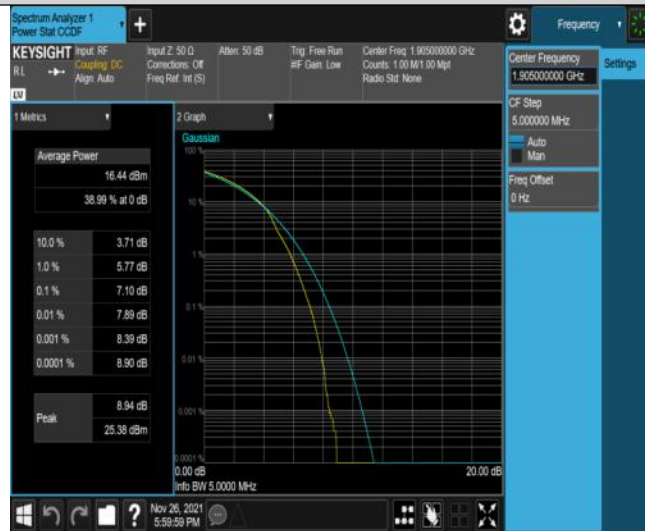 Spectrum Analyzer 1
Power Stat CCDF
+
Frequency
KEYSIGHT
R L
LXI
Input: RF
Coupling: DC
Align: Auto
Input Z: 50 Ω
Corrections: Off
Freq Ref: Int (S)
Atten: 50 dB
Trig: Free Run
#IF Gain: Low
Center Freq: 1.905000000 GHz
Counts: 1.00 M/1.00 Mpt
Radio Std: None
Center Frequency
1.905000000 GHz
Settings
CF Step
5.000000 MHz
Auto
Man
Freq Offset
0 Hz
1 Metrics
Average Power
16.44 dBm
38.99 % at 0 dB
10.0 % 3.71 dB
1.0 % 5.77 dB
0.1 % 7.10 dB
0.01 % 7.89 dB
0.001 % 8.39 dB
0.0001 % 8.90 dB
Peak
8.94 dB
25.38 dBm
2 Graph
Gaussian
100 %
10 %
1 %
0.1 %
0.01 %
0.001 %
0.0001 %
0.00 dB 20.00 dB
Info BW 5.0000 MHz
?
Nov 26, 2021
5:59:59 PM